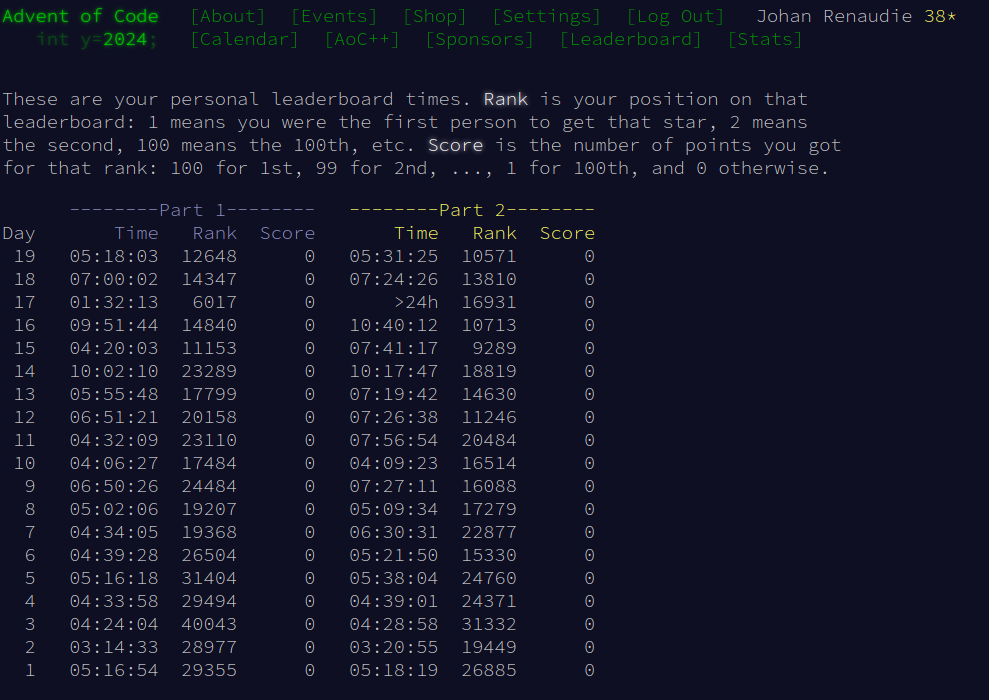 Advent of Code [About] [Events] [Shop] [Settings] [Log Out] Johan Renaudie 38*
int y=2024; [Calendar] [AoC++] [Sponsors] [Leaderboard] [Stats]
These are your personal leaderboard times. Rank is your position on that
leaderboard: 1 means you were the first person to get that star, 2 means
the second, 100 means the 100th, etc. Score is the number of points you got
for that rank: 100 for 1st, 99 for 2nd, ..., 1 for 100th, and 0 otherwise.
--------Part 1-------- --------Part 2--------
Day Time Rank Score Time Rank Score
19 05:18:03 12648 0 05:31:25 10571 0
18 07:00:02 14347 0 07:24:26 13810 0
17 01:32:13 6017 0 >24h 16931 0
16 09:51:44 14840 0 10:40:12 10713 0
15 04:20:03 11153 0 07:41:17 9289 0
14 10:02:10 23289 0 10:17:47 18819 0
13 05:55:48 17799 0 07:19:42 14630 0
12 06:51:21 20158 0 07:26:38 11246 0
11 04:32:09 23110 0 07:56:54 20484 0
10 04:06:27 17484 0 04:09:23 16514 0
9 06:50:26 24484 0 07:27:11 16088 0
8 05:02:06 19207 0 05:09:34 17279 0
7 04:34:05 19368 0 06:30:31 22877 0
6 04:39:28 26504 0 05:21:50 15330 0
5 05:16:18 31404 0 05:38:04 24760 0
4 04:33:58 29494 0 04:39:01 24371 0
3 04:24:04 40043 0 04:28:58 31332 0
2 03:14:33 28977 0 03:20:55 19449 0
1 05:16:54 29355 0 05:18:19 26885 0